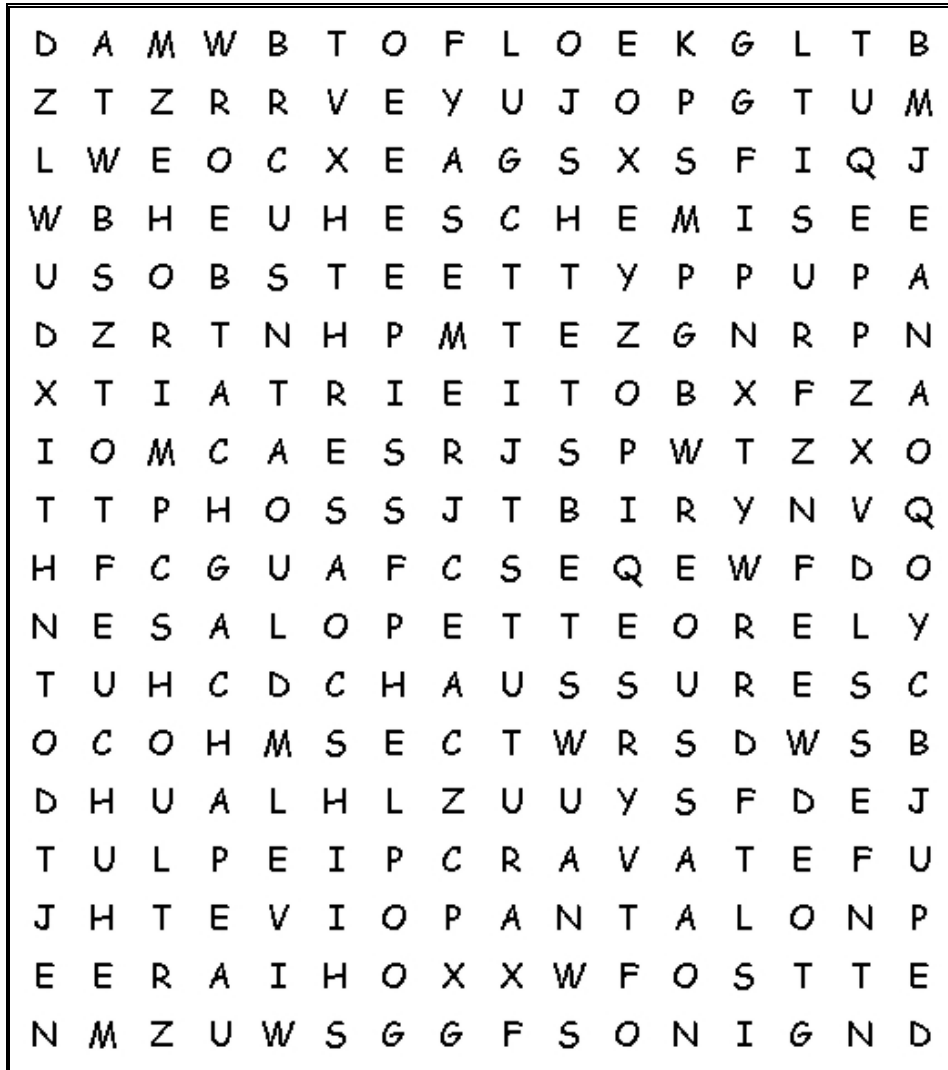 D A M W B T O F L O E K G L T B
Z T Z R R V E Y U J O P G T U M
L W E O C X E A G S X S F I Q J
W B H E U H E S C H E M I S E E
U S O B S T E E T T Y P P U P A
D Z R T N H P M T E Z G N R P N
X T I A T R I E I T O B X F Z A
I O M C A E S R J S P W T Z X O
T T P H O S S J T B I R Y N V Q
H F C G U A F C S E Q E W F D O
N E S A L O P E T T E O R E L Y
T U H C D C H A U S S U R E S C
O C O H M S E C T W R S D W S B
D H U A L H L Z U U Y S F D E J
T U L P E I P C R A V A T E F U
J H T E V I O P A N T A L O N P
E E R A I H O X X W F O S T T E
N M Z U W S G G F S O N I G N D